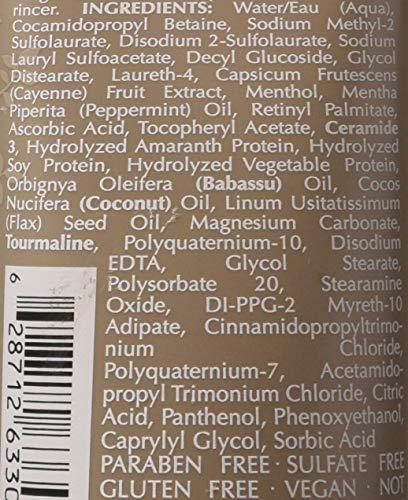 rincer. INGREDIENTS: Water/Eau (Aqua),
Cocamidopropyl Betaine, Sodium Methyl-2
Sulfolaurate, Disodium 2-Sulfolaurate, Sodium
Lauryl Sulfoacetate, Decyl Glucoside, Glycol
Distearate, Laureth-4, Capsicum Frutescens
(Cayenne) Fruit Extract, Menthol, Mentha
Piperita (Peppermint) Oil, Retinyl Palmitate,
Ascorbic Acid, Tocopheryl Acetate, Ceramide
3, Hydrolyzed Amaranth Protein, Hydrolyzed
Soy Protein, Hydrolyzed Vegetable Protein,
Orbignya Oleifera (Babassu) Oil, Cocos
Nucifera (Coconut) Oil, Linum Usitatissimum
(Flax) Seed Oil, Magnesium Carbonate,
Tourmaline, Polyquaternium-10, Disodium
EDTA, Glycol Stearate,
Polysorbate 20, Stearamine
Oxide, DI-PPG-2 Myreth-10
Adipate, Cinnamidopropyltrimo-
nium Chloride,
Polyquaternium-7, Acetamido-
propyl Trimonium Chloride, Citric
Acid, Panthenol, Phenoxyethanol,
Caprylyl Glycol, Sorbic Acid
PARABEN FREE · SULFATE FREE
GLUTEN FREE · VEGAN · NOT
6 28712 6330